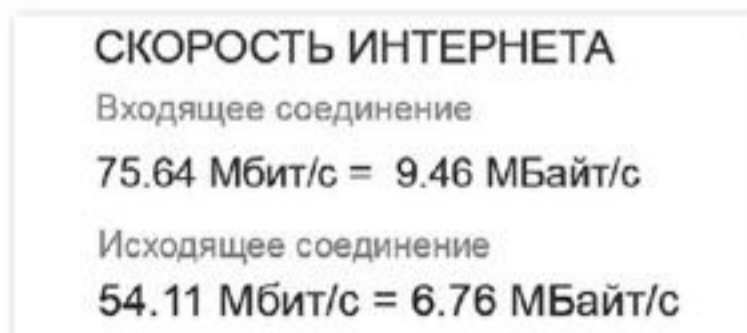 СКОРОСТЬ ИНТЕРНЕТА
Входящее соединение
75.64 Мбит/с = 9.46 МБайт/с
Исходящее соединение
54.11 Мбит/с = 6.76 МБайт/с